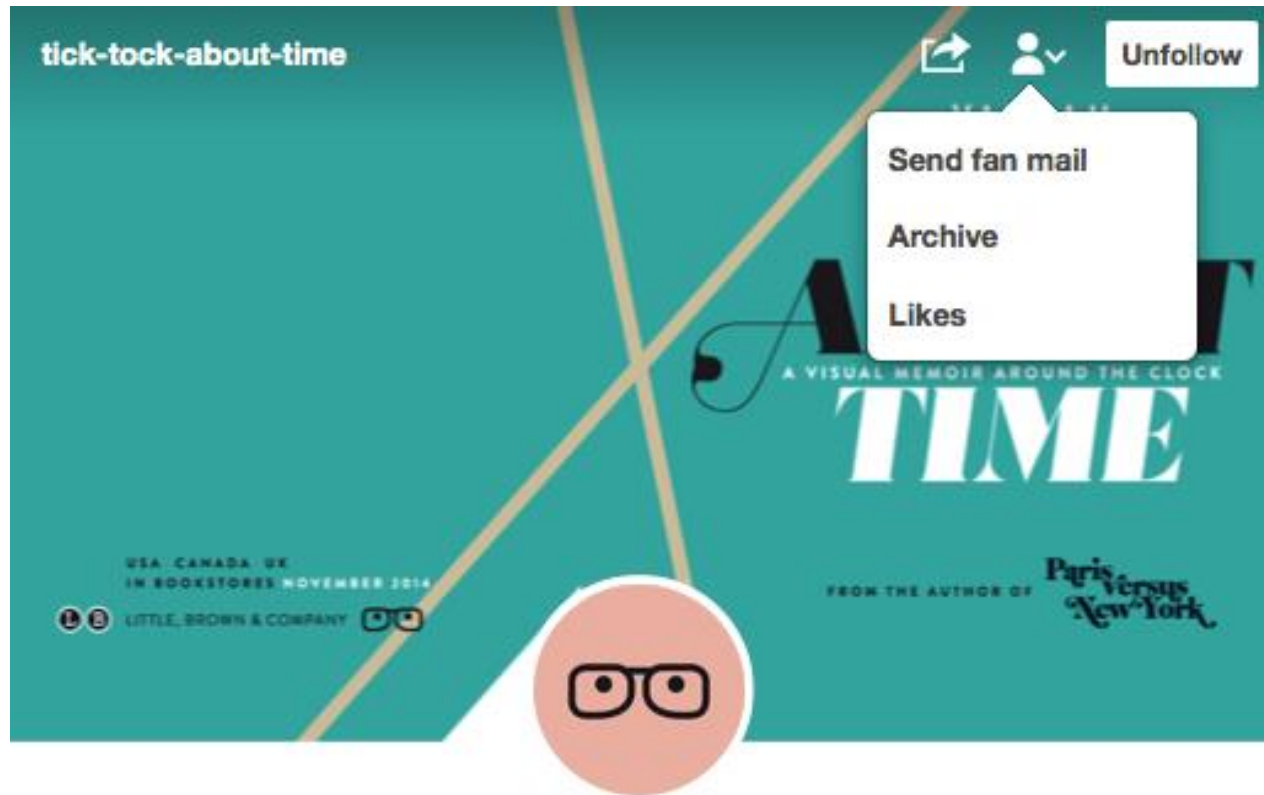 tick-tock-about-time
Unfollow
Send fan mail
Archive
Likes
A VISUAL MEMOIR AROUND THE CLOCK
TIME
USA CANADA UK
IN BOOKSTORES NOVEMBER 2014
L B LITTLE, BROWN & COMPANY
FROM THE AUTHOR OF
Paris
versus
New York